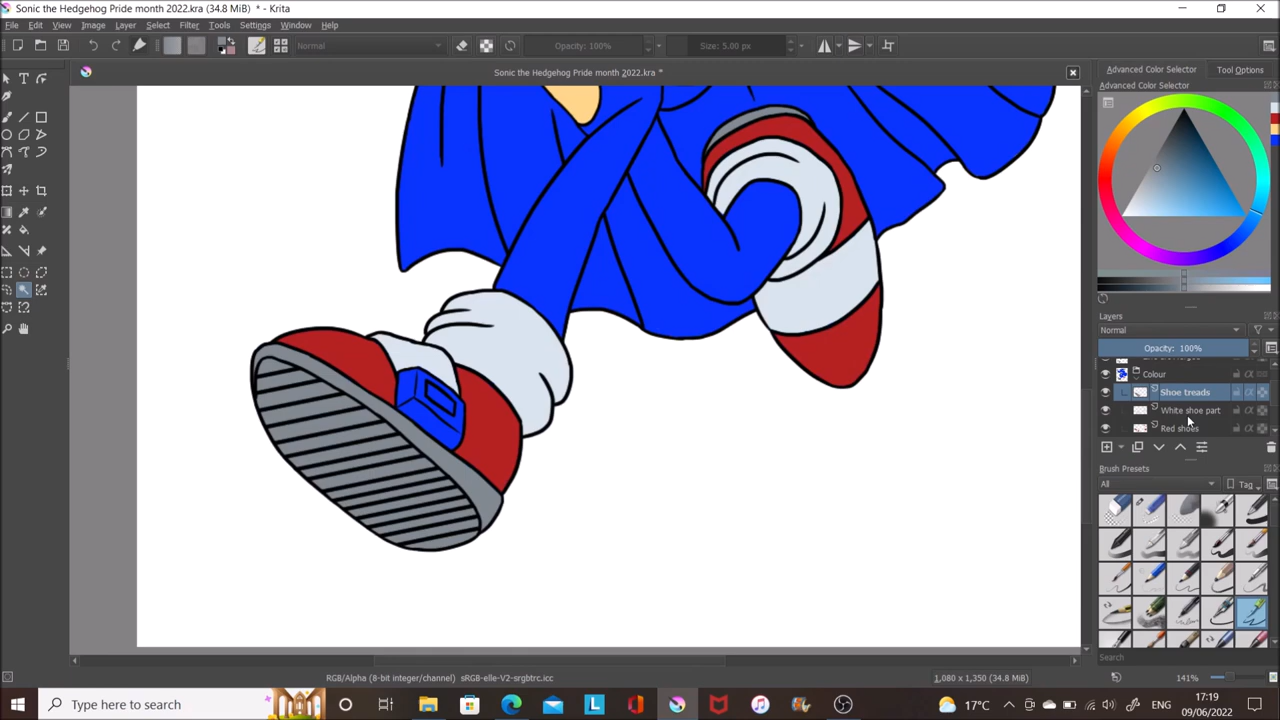 Sonic the Hedgehog Pride month 2022.kra (34.8 MiB) * - Krita
File Edit View Image Layer Select Filter Tools Settings Window Help
Normal Opacity: 100% Size: 5.00 px
Sonic the Hedgehog Pride month 2022.kra (34.8 MiB) *
Advanced Color Selector Tool Options
Advanced Color Selector
Layers
Normal
Opacity: 100%
Colour
Shoe treads
White shoe part
Red shoes
Brush Presets
All Tag
Search
RGB/Alpha (8-bit integer/channel) sRGB-elle-V2-srgbtrc.icc 1,080 x 1,350 (34.8 MiB) 141%
Type here to search 17°C ENG 17:19
09/06/2022